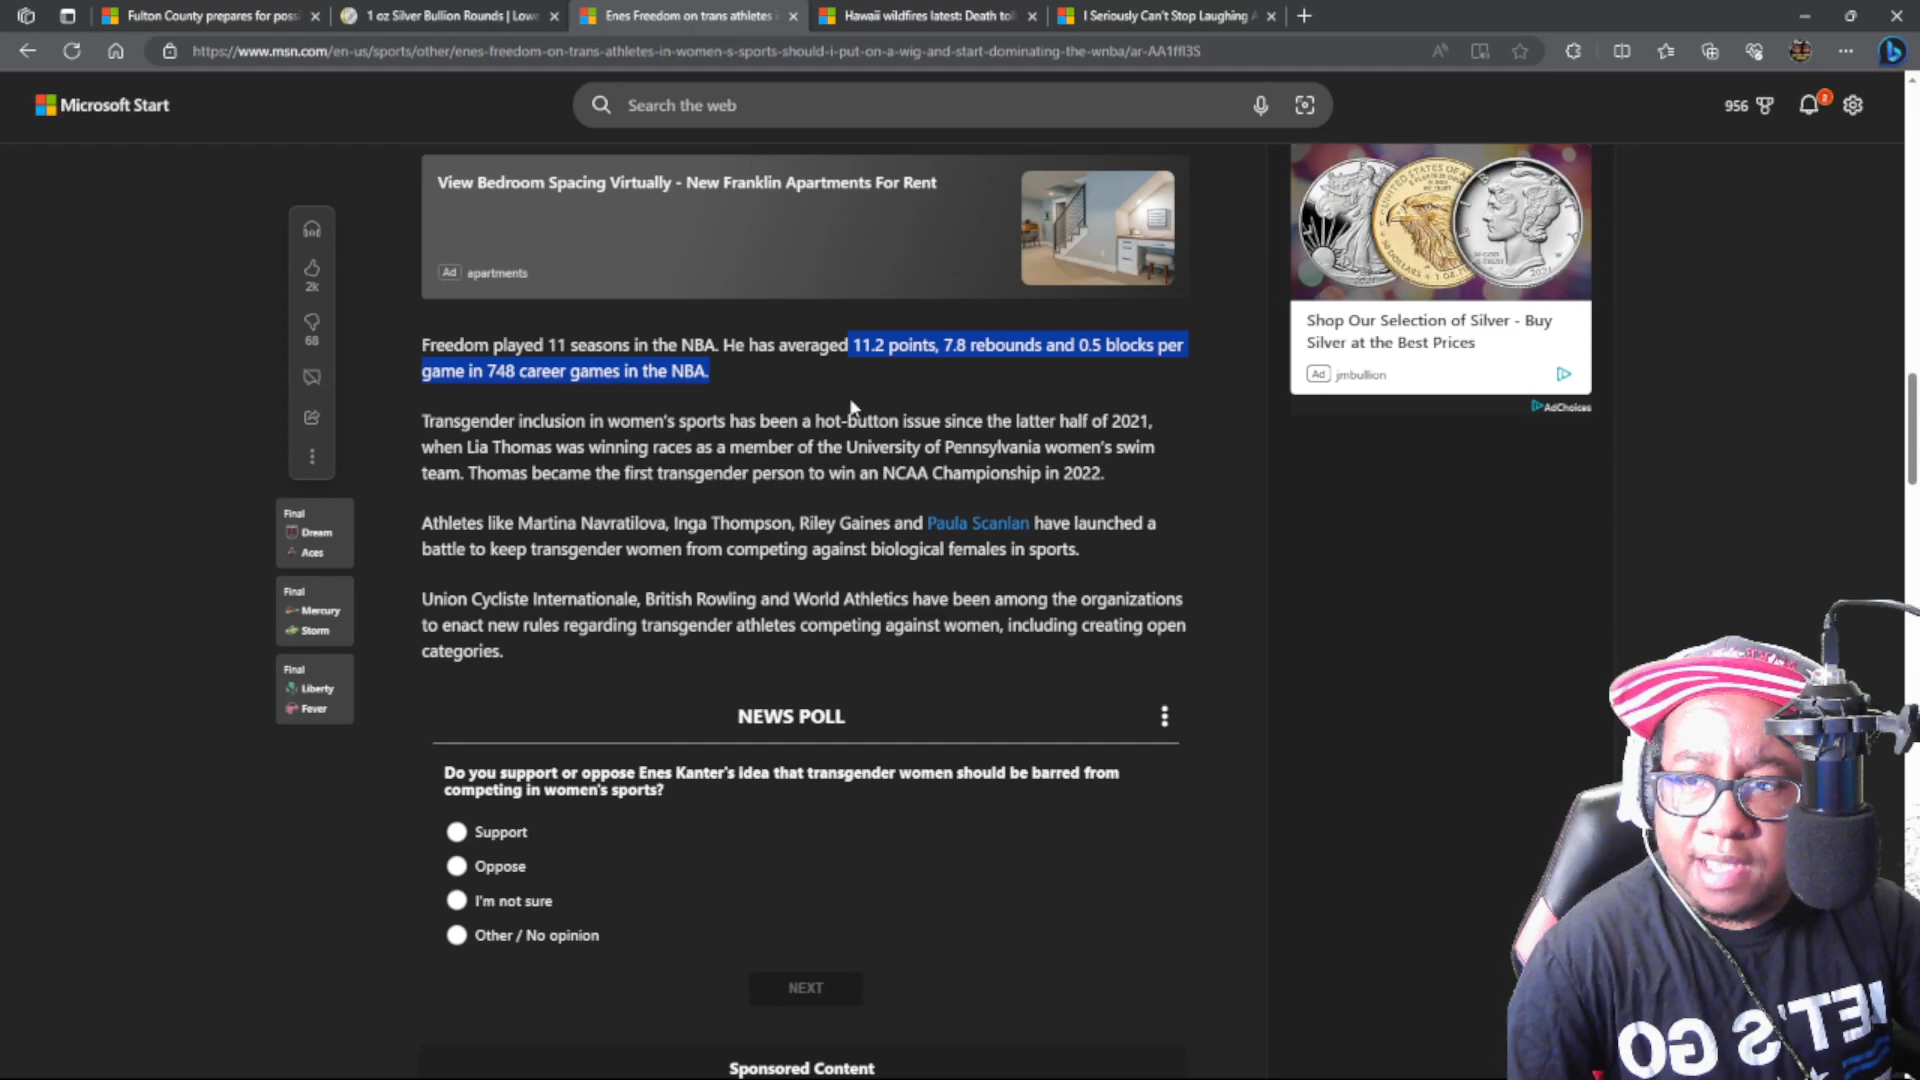 Fulton County prepares for poss
1 oz Silver Bullion Rounds | Low
Enes Freedom on trans athletes i
Hawaii wildfires latest: Death tol
I Seriously Can't Stop Laughing A
https://www.msn.com/en-us/sports/other/enes-freedom-on-trans-athletes-in-women-s-sports-should-i-put-on-a-wig-and-start-dominating-the-wnba/ar-AA1ffI3S
Microsoft Start
Search the web
956
2
View Bedroom Spacing Virtually - New Franklin Apartments For Rent
Ad apartments
2k
68
Shop Our Selection of Silver - Buy
Silver at the Best Prices
Ad jmbullion
AdChoices
Freedom played 11 seasons in the NBA. He has averaged 11.2 points, 7.8 rebounds and 0.5 blocks per
game in 748 career games in the NBA.
Transgender inclusion in women's sports has been a hot-button issue since the latter half of 2021,
when Lia Thomas was winning races as a member of the University of Pennsylvania women's swim
team. Thomas became the first transgender person to win an NCAA Championship in 2022.
Final
Dream
Aces
Athletes like Martina Navratilova, Inga Thompson, Riley Gaines and Paula Scanlan have launched a
battle to keep transgender women from competing against biological females in sports.
Final
Mercury
Storm
Union Cycliste Internationale, British Rowling and World Athletics have been among the organizations
to enact new rules regarding transgender athletes competing against women, including creating open
categories.
Final
Liberty
Fever
NEWS POLL
Do you support or oppose Enes Kanter's idea that transgender women should be barred from
competing in women's sports?
Support
Oppose
I'm not sure
Other / No opinion
NEXT
Sponsored Content
LET'S GO